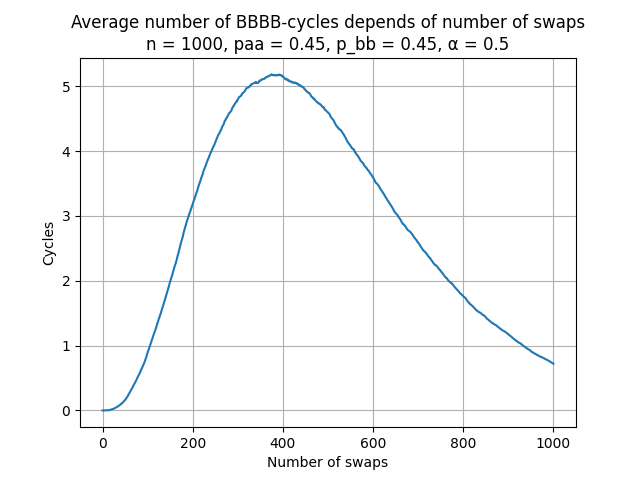 Average number of BBBB-cycles depends of number of swaps
n = 1000, paa = 0.45, p_bb = 0.45, α = 0.5
5
4
3
2
1
0
Cycles
0 200 400 600 800 1000
Number of swaps